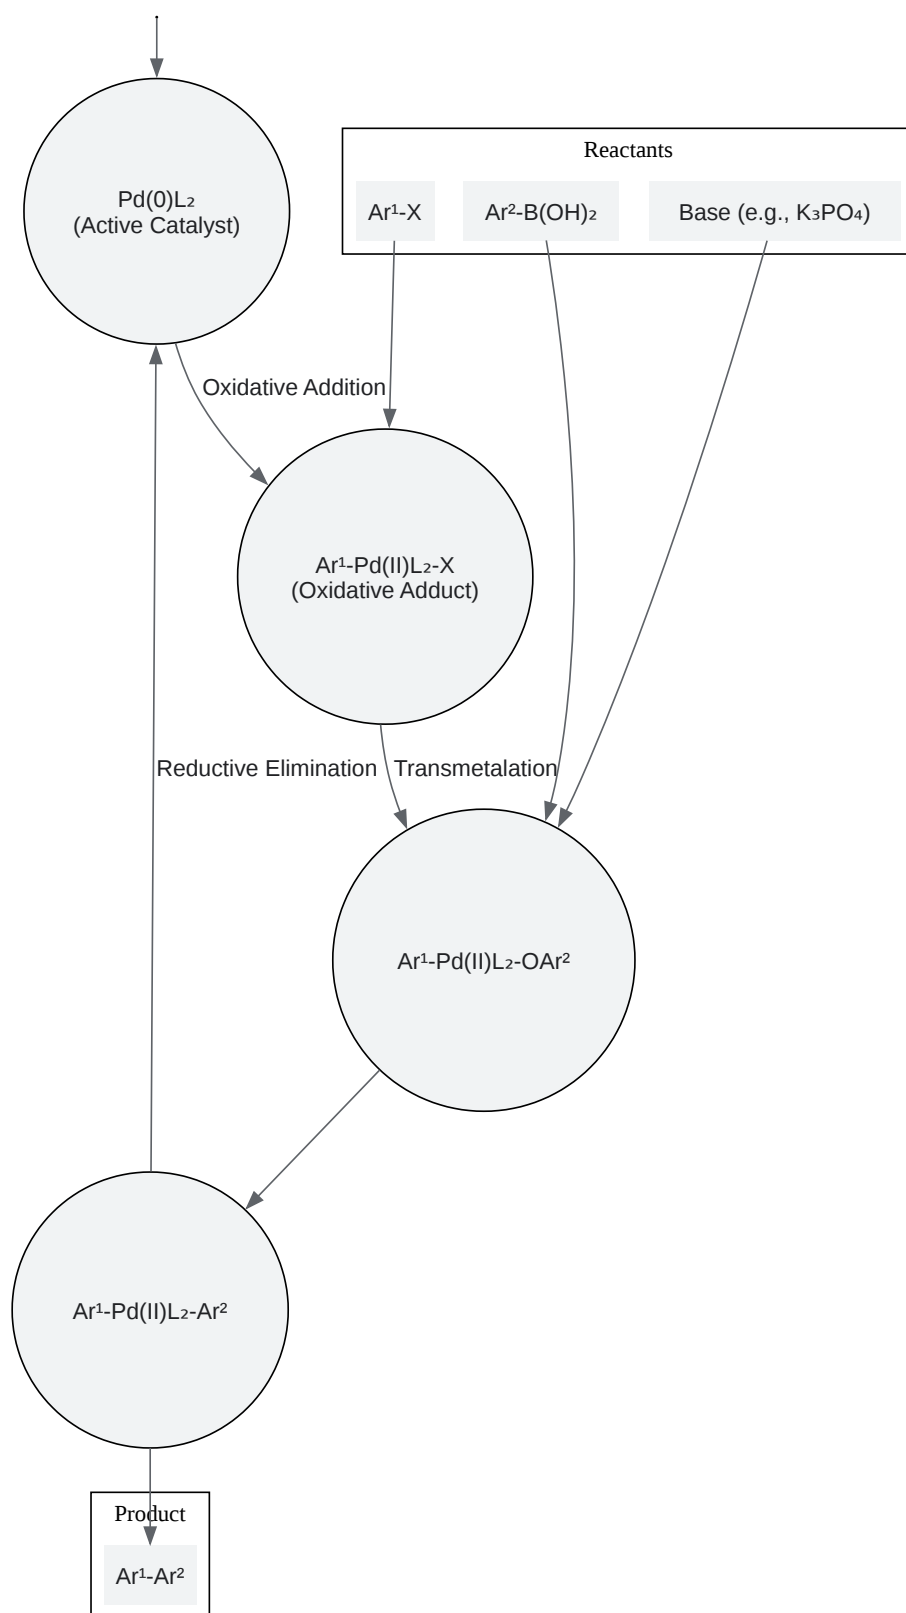 Pd(0)L₂
(Active Catalyst)
Reactants
Ar¹-X
Ar²-B(OH)₂
Base (e.g., K₃PO₄)
Oxidative Addition
Ar¹-Pd(II)L₂-X
(Oxidative Adduct)
Reductive Elimination
Transmetalation
Ar¹-Pd(II)L₂-OAr²
Ar¹-Pd(II)L₂-Ar²
Product
Ar¹-Ar²